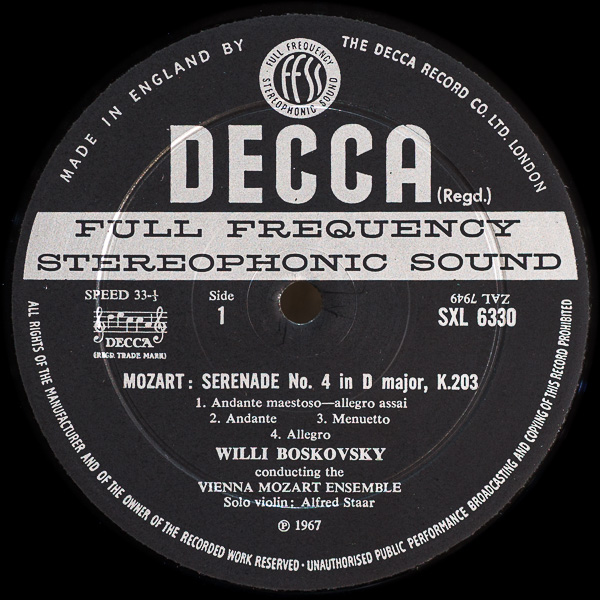 MADE IN ENGLAND BY
THE DECCA RECORD CO. LTD. LONDON
FULL FREQUENCY
ffss
STEREOPHONIC SOUND
DECCA
(Regd.)
FULL FREQUENCY
STEREOPHONIC SOUND
SPEED 33-⅓
Side
1
ZAL 7949
SXL 6330
DECCA
(REGD. TRADE MARK)
MOZART: SERENADE No. 4 in D major, K.203
1. Andante maestoso—allegro assai
2. Andante 3. Menuetto
4. Allegro
WILLI BOSKOVSKY
conducting the
VIENNA MOZART ENSEMBLE
Solo violin: Alfred Staar
℗ 1967
ALL RIGHTS OF THE MANUFACTURER AND OF THE OWNER OF THE RECORDED WORK RESERVED · UNAUTHORISED PUBLIC PERFORMANCE BROADCASTING AND COPYING OF THIS RECORD PROHIBITED